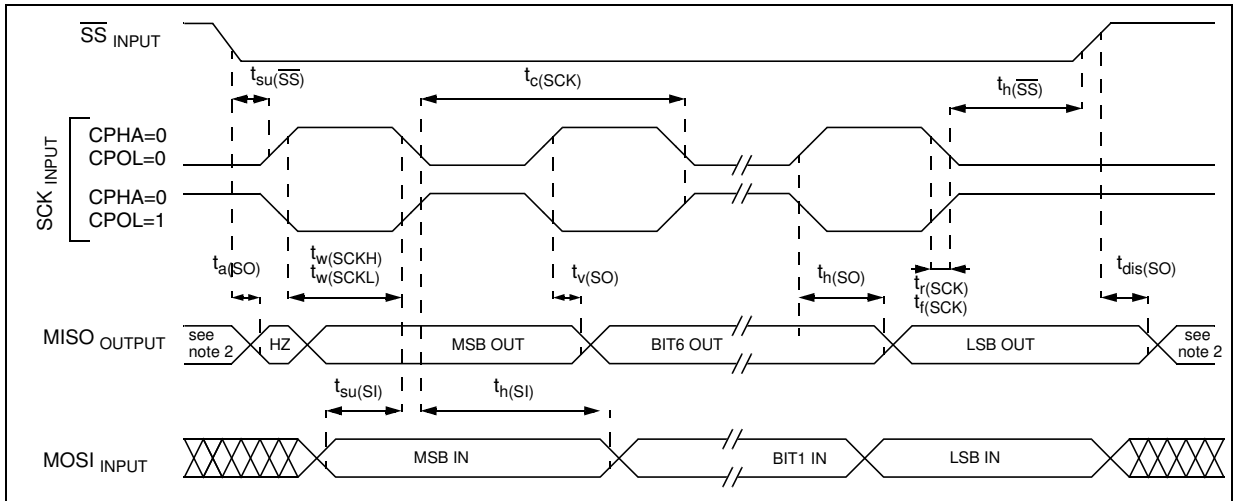 SS INPUT
tsu(SS)
tc(SCK)
th(SS)
SCK INPUT
CPHA=0
CPOL=0
CPHA=0
CPOL=1
ta(SO)
tw(SCKH)
tw(SCKL)
tv(SO)
th(SO)
tr(SCK)
tf(SCK)
tdis(SO)
MISO OUTPUT
see
note 2
HZ
MSB OUT
BIT6 OUT
LSB OUT
see
note 2
tsu(SI)
th(SI)
MOSI INPUT
MSB IN
BIT1 IN
LSB IN